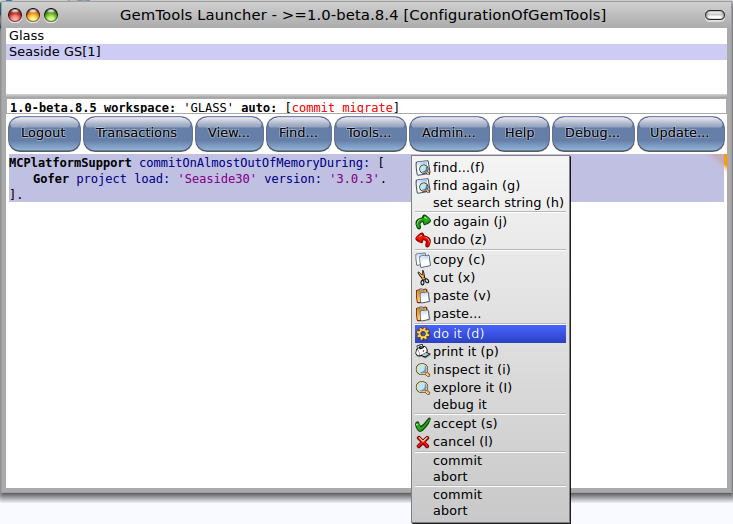 GemTools Launcher - >=1.0-beta.8.4 [ConfigurationOfGemTools]
Glass
Seaside GS[1]
1.0-beta.8.5 workspace: 'GLASS' auto: [commit migrate]
Logout Transactions View... Find... Tools... Admin... Help Debug... Update...
MCPlatformSupport commitOnAlmostOutOfMemoryDuring: [
Gofer project load: 'Seaside30' version: '3.0.3'.
].
find...(f)
find again (g)
set search string (h)
do again (j)
undo (z)
copy (c)
cut (x)
paste (v)
paste...
do it (d)
print it (p)
inspect it (i)
explore it (I)
debug it
accept (s)
cancel (l)
commit
abort
commit
abort